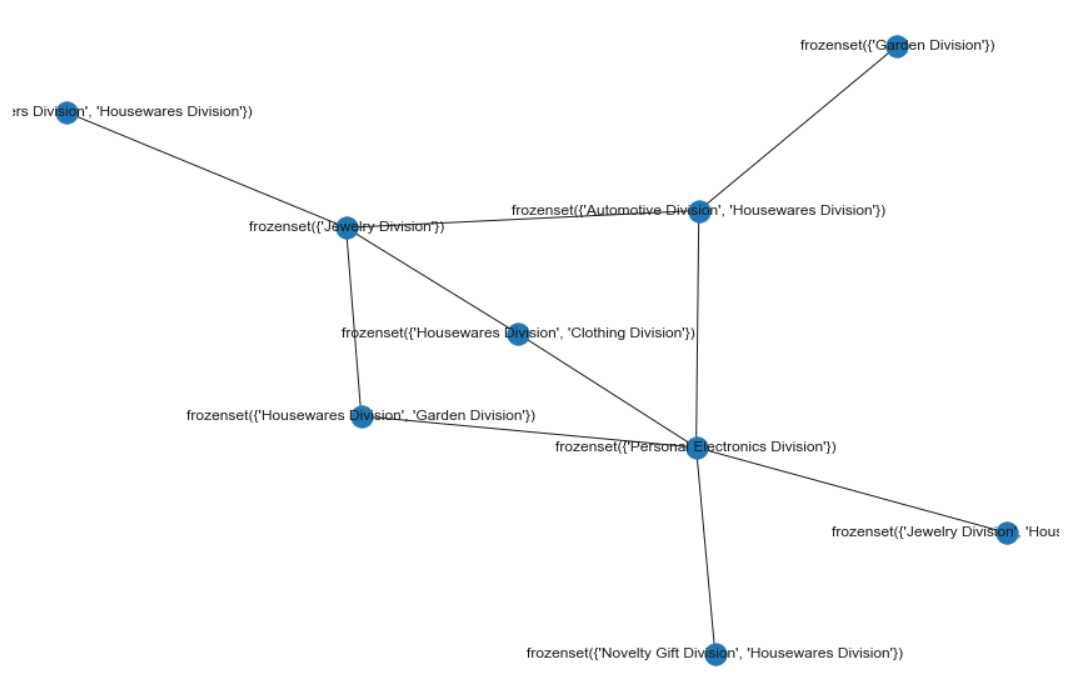 frozenset({'Garden Division'})
Division', 'Housewares Division'})
frozenset({'Automotive Division', 'Housewares Division'})
frozenset({'Jewelry Division'})
frozenset({'Housewares Division', 'Clothing Division'})
frozenset({'Housewares Division', 'Garden Division'})
frozenset({'Personal Electronics Division'})
frozenset({'Jewelry Division', 'Hous
frozenset({'Novelty Gift Division', 'Housewares Division'})